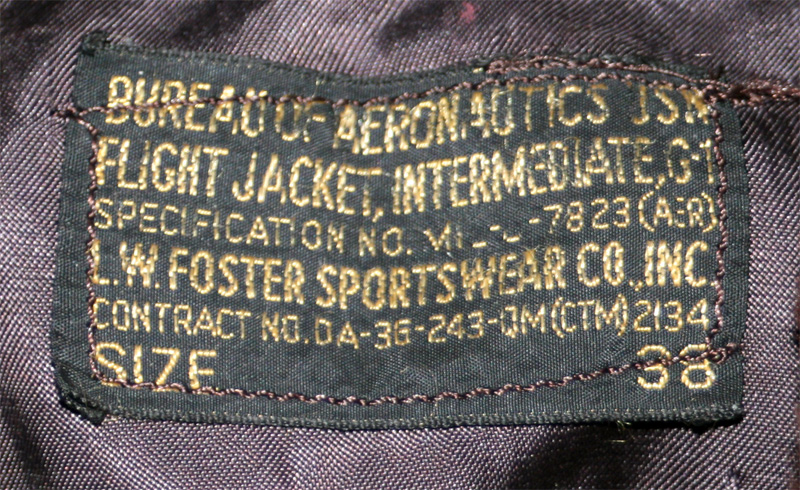 BUREAU OF AERONAUTICS USN
FLIGHT JACKET, INTERMEDIATE, G-1
SPECIFICATION NO. -7823 (AER)
L.W. FOSTER SPORTSWEAR CO., INC.
CONTRACT NO. DA-36-243-QM(CTM) 2134
SIZE 38